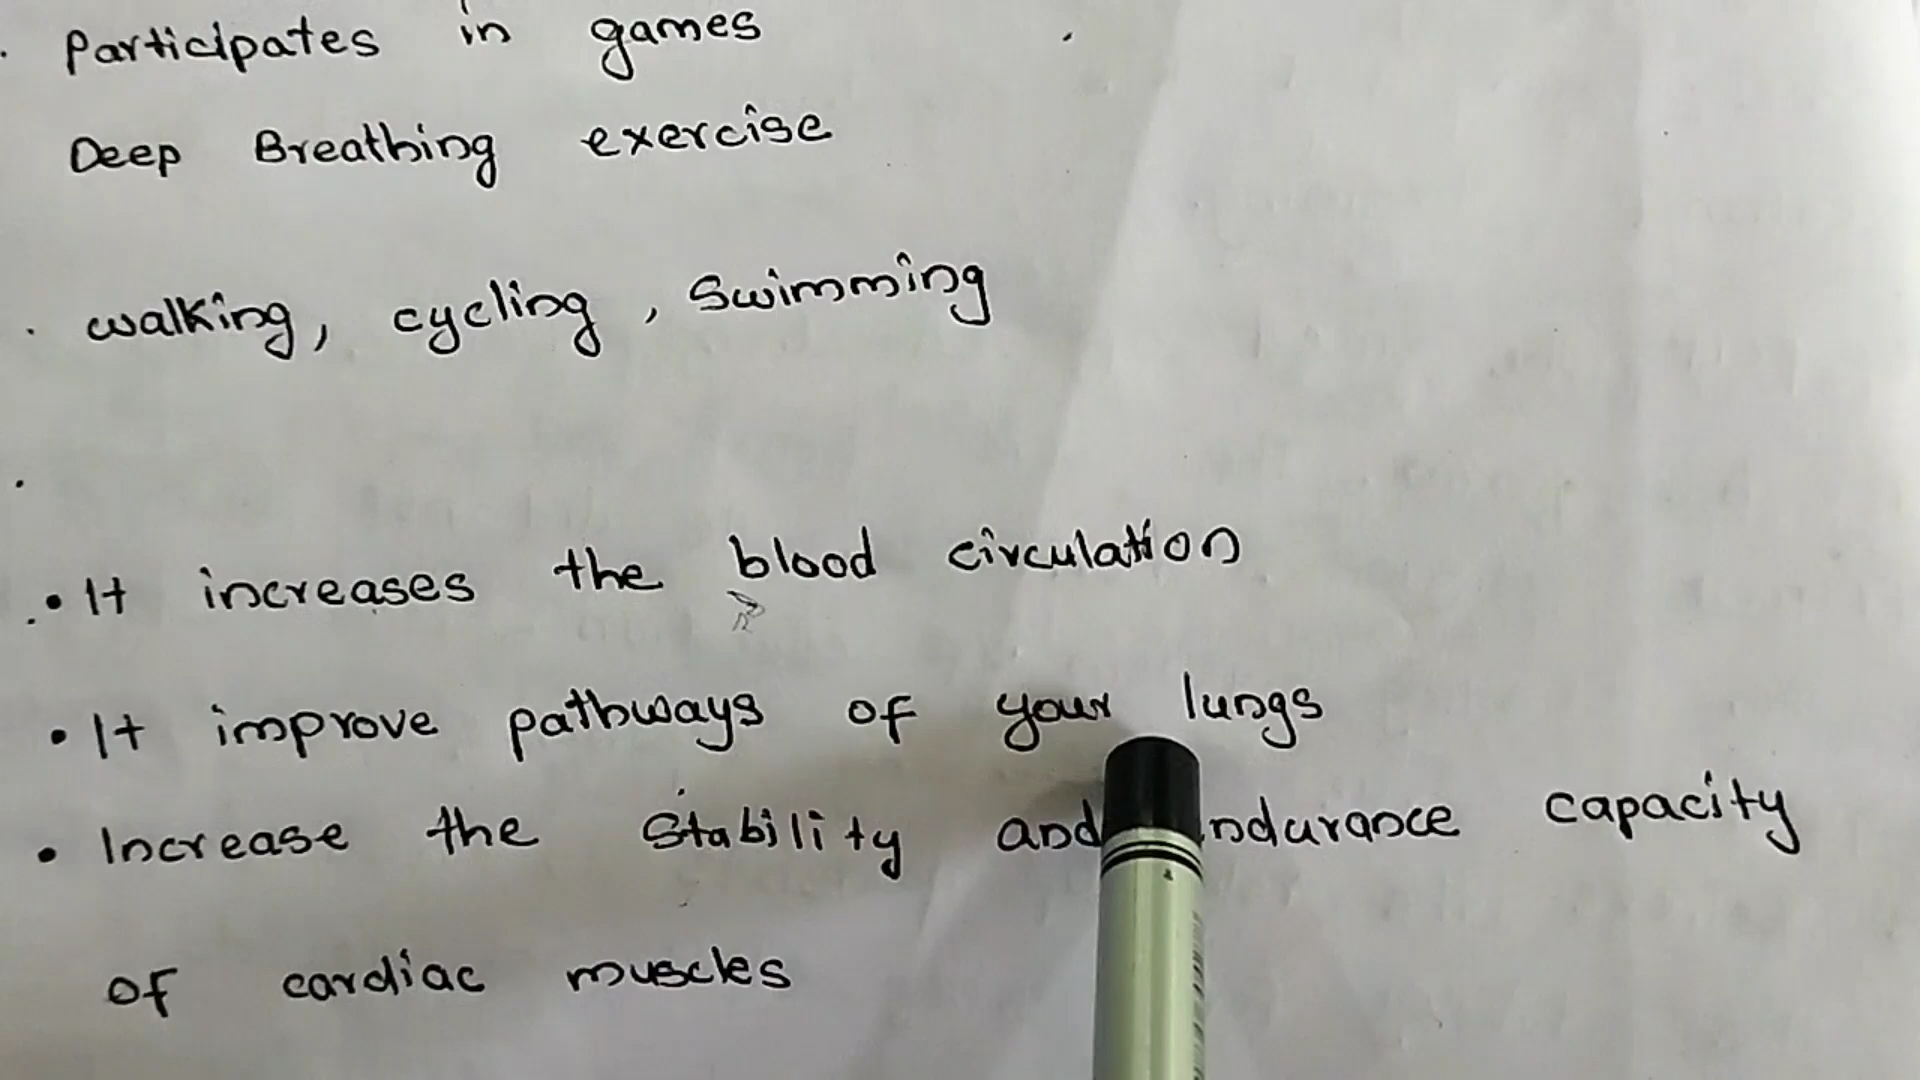 Participates in games
Deep Breathing exercise
walking, cycling, Swimming
• It increases the blood circulation
• It improve pathways of your lungs
• Increase the stability and ndurance capacity
of cardiac muscles